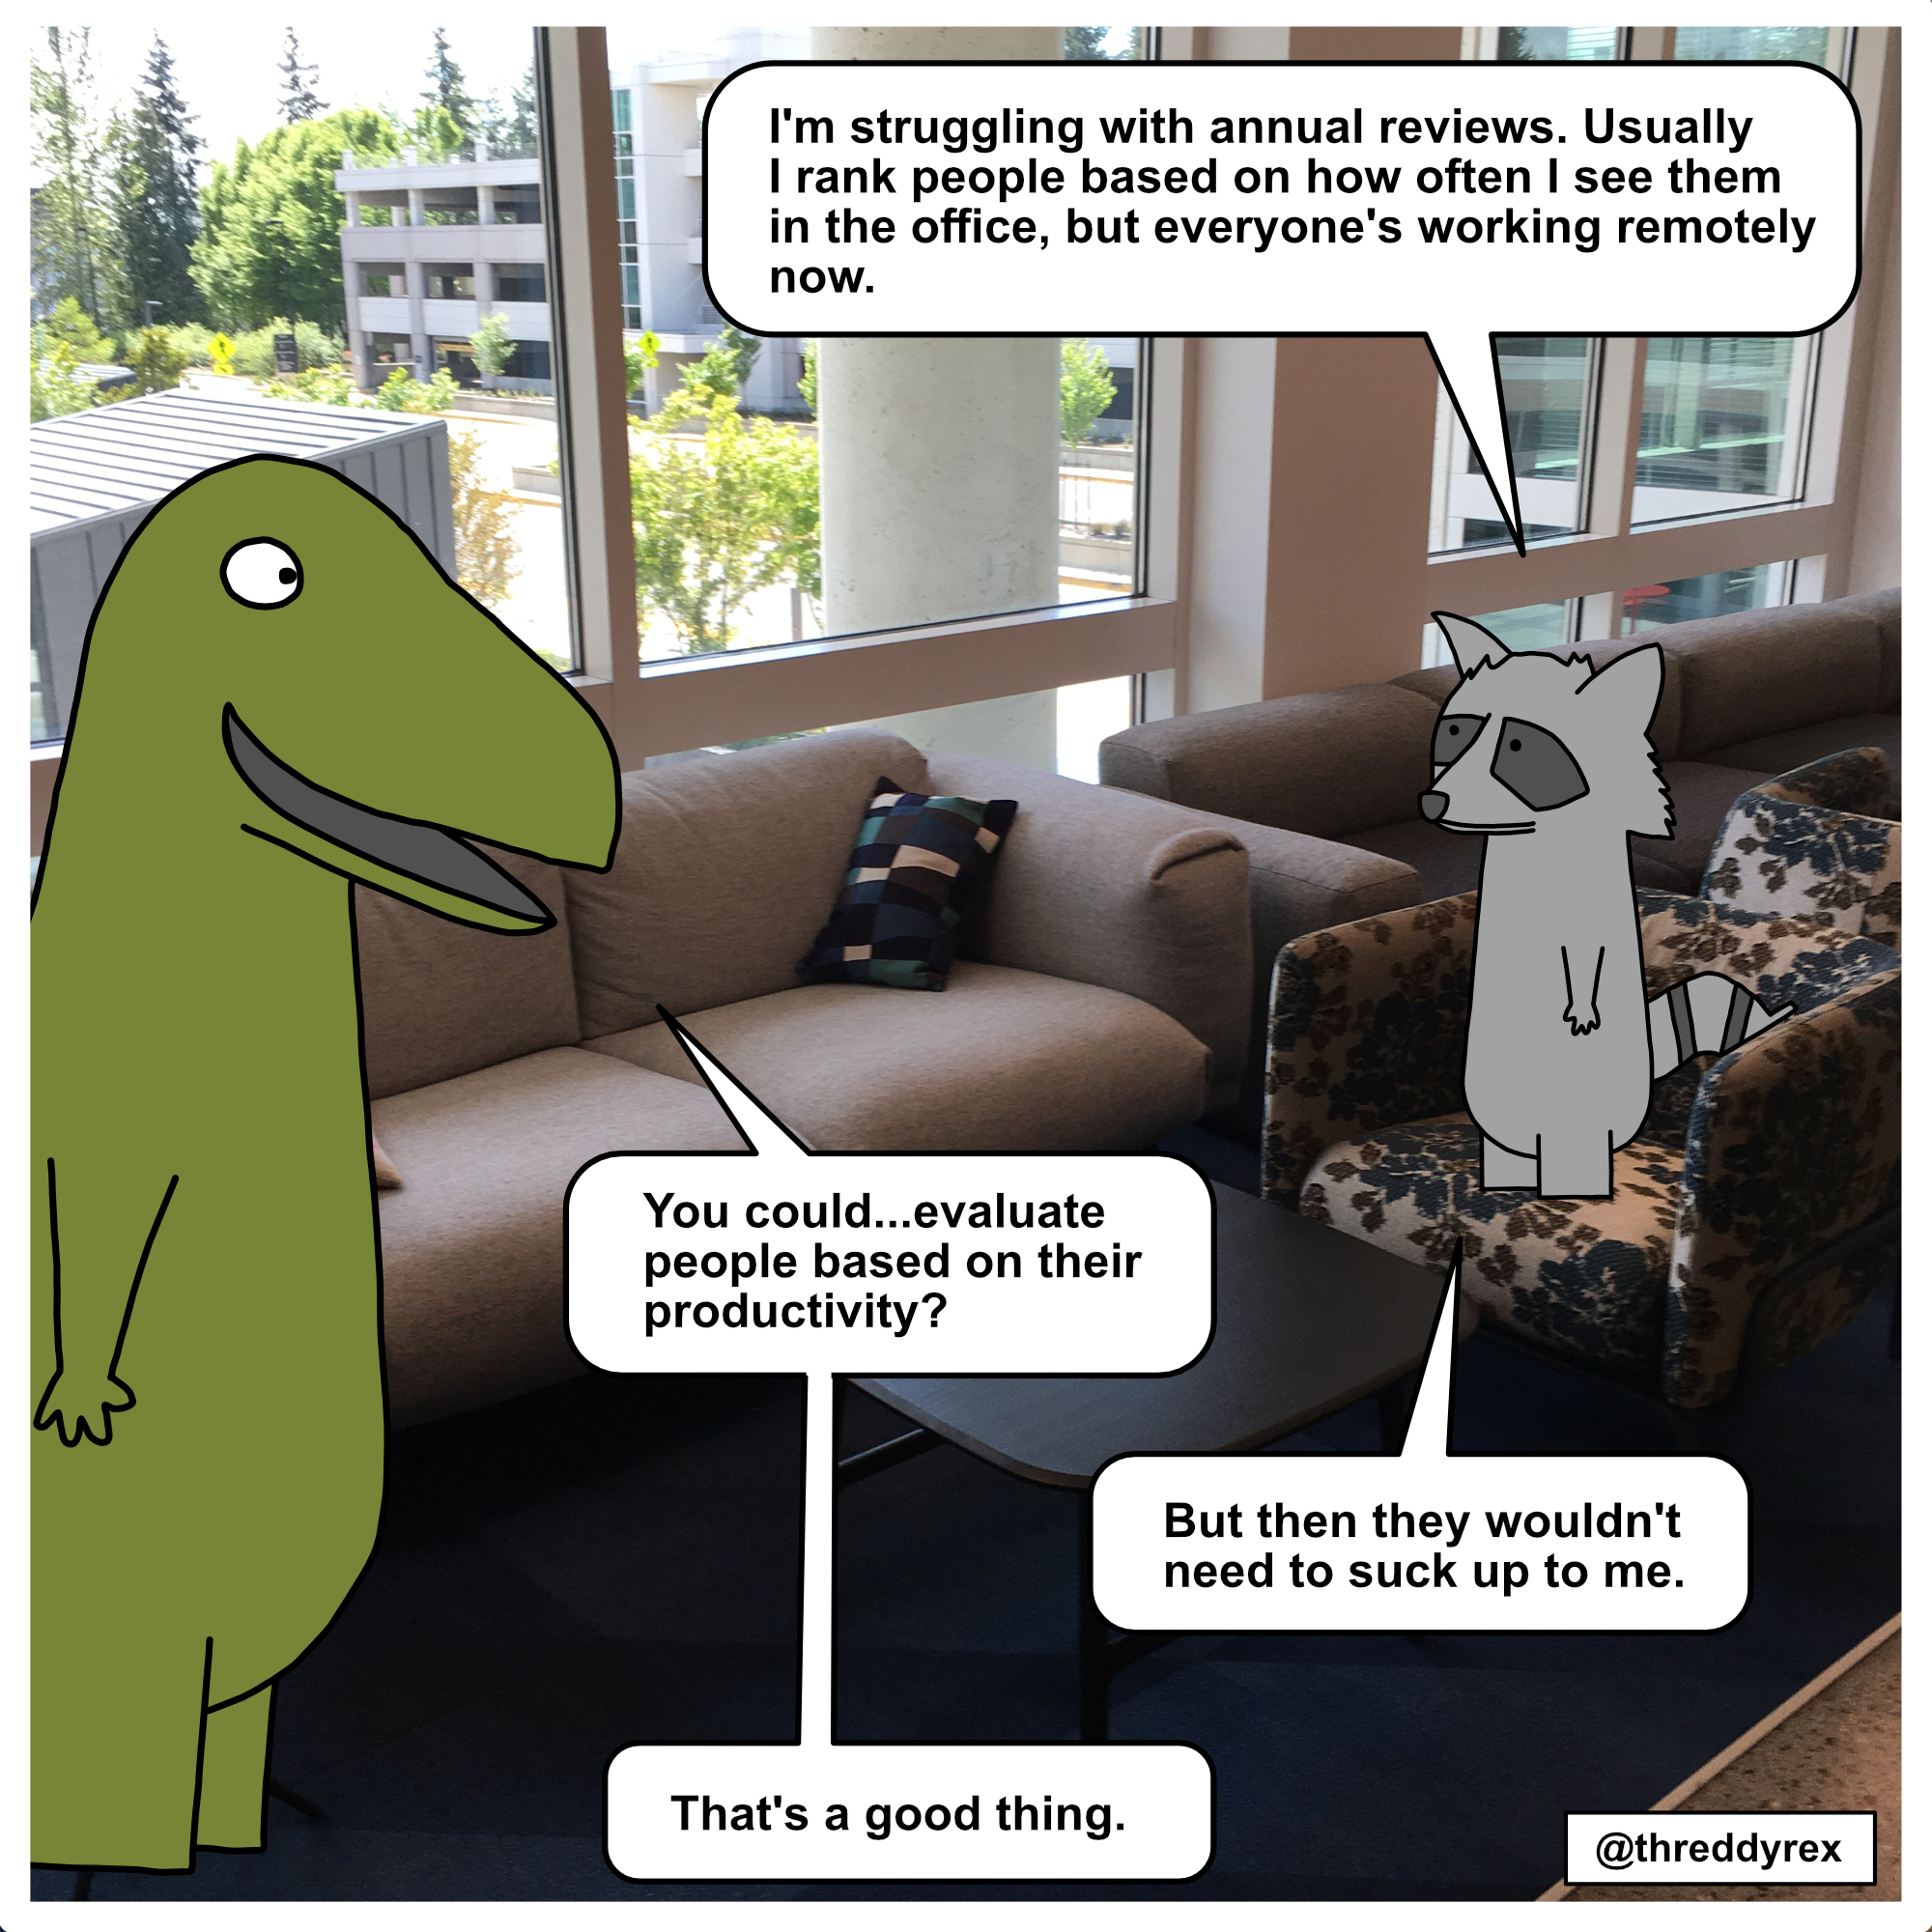 I'm struggling with annual reviews. Usually
I rank people based on how often I see them
in the office, but everyone's working remotely
now.
You could...evaluate
people based on their
productivity?
But then they wouldn't
need to suck up to me.
That's a good thing.
@threddyrex